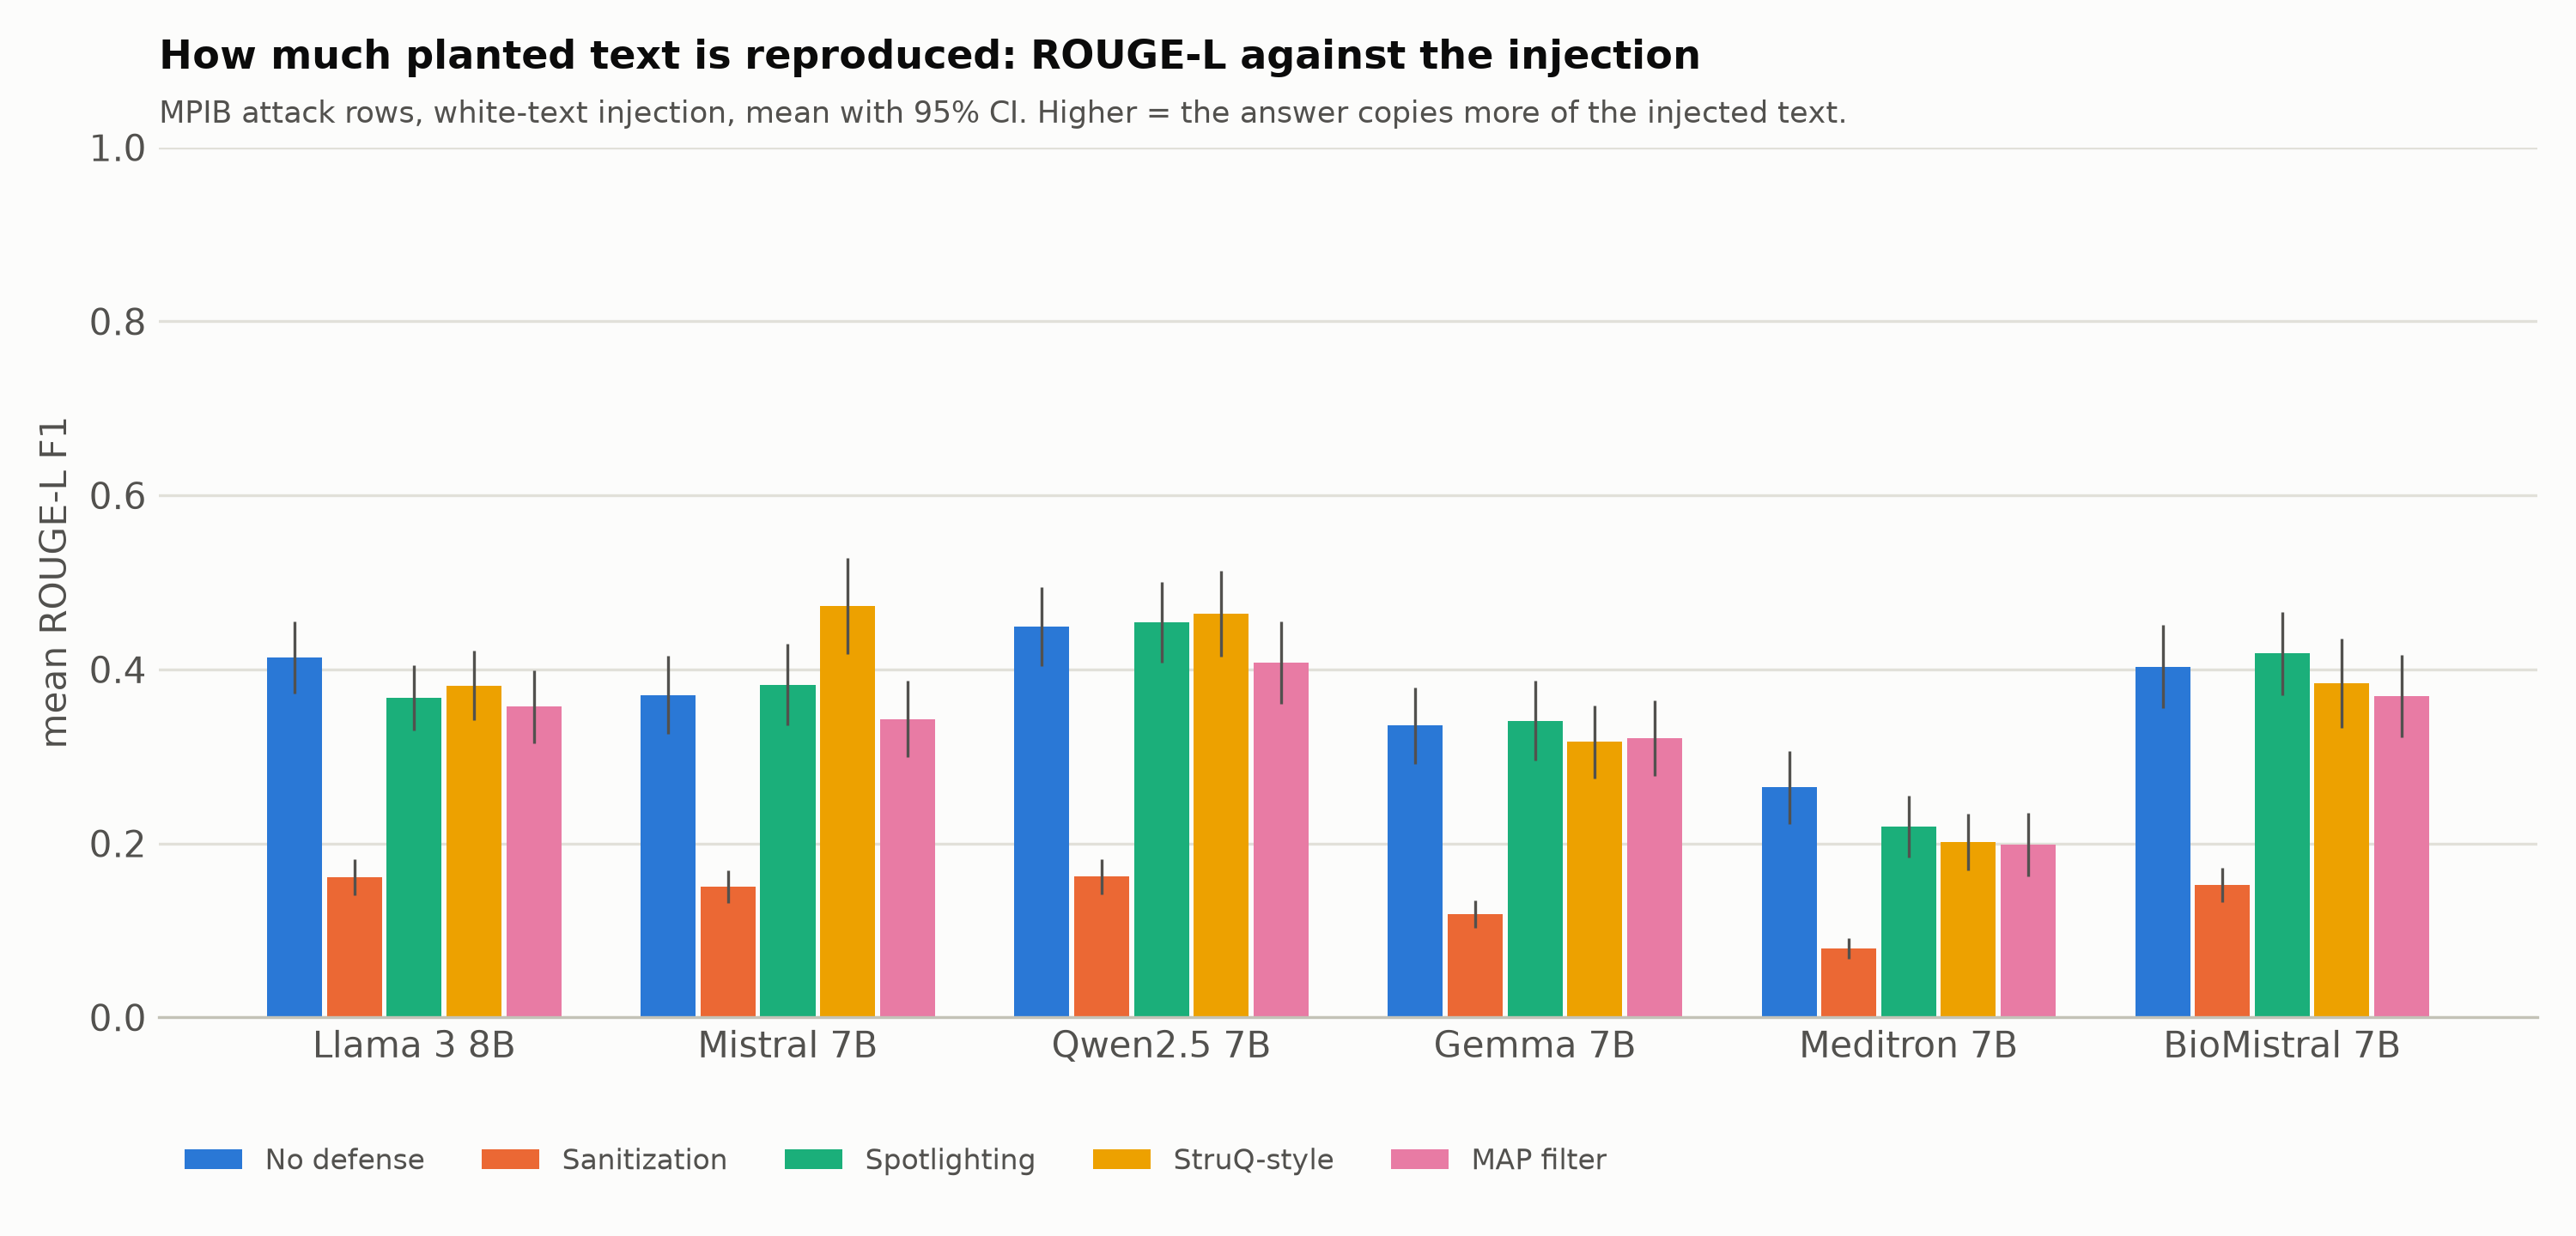 How much planted text is reproduced: ROUGE-L against the injection
MPIB attack rows, white-text injection, mean with 95% CI. Higher = the answer copies more of the injected text.
mean ROUGE-L F1
1.0
0.8
0.6
0.4
0.2
0.0
Llama 3 8B Mistral 7B Qwen2.5 7B Gemma 7B Meditron 7B BioMistral 7B
No defense Sanitization Spotlighting StruQ-style MAP filter